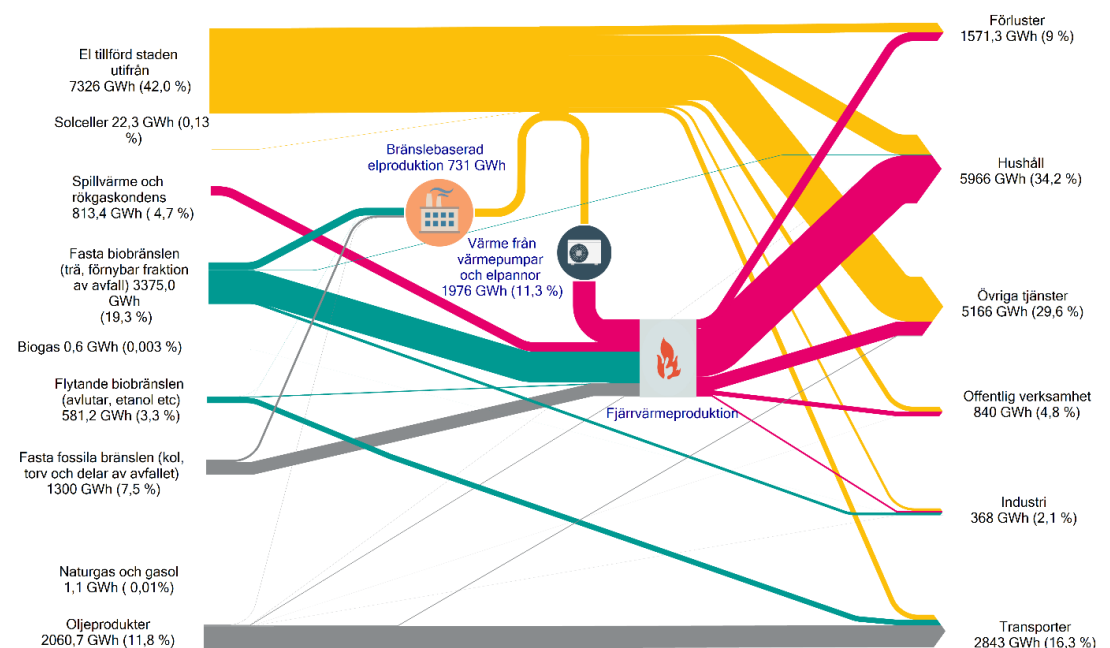 El tillförd staden
utifrån
7326 GWh (42,0 %)
Solceller 22,3 GWh (0,13
%)
Spillvärme och
rökgaskondens
813,4 GWh ( 4,7 %)
Fasta biobränslen
(trä, förnybar fraktion
av avfall) 3375,0
GWh
(19,3 %)
Biogas 0,6 GWh (0,003 %)
Flytande biobränslen
(avlutar, etanol etc)
581,2 GWh (3,3 %)
Fasta fossila bränslen (kol,
torv och delar av avfallet)
1300 GWh (7,5 %)
Naturgas och gasol
1,1 GWh ( 0,01%)
Oljeprodukter
2060,7 GWh (11,8 %)
Bränslebaserad
elproduktion 731 GWh
Värme från
värmepumpar
och elpannor
1976 GWh (11,3 %)
Fjärrvärmeproduktion
Förluster
1571,3 GWh (9 %)
Hushåll
5966 GWh (34,2 %)
Övriga tjänster
5166 GWh (29,6 %)
Offentlig verksamhet
840 GWh (4,8 %)
Industri
368 GWh (2,1 %)
Transporter
2843 GWh (16,3 %)